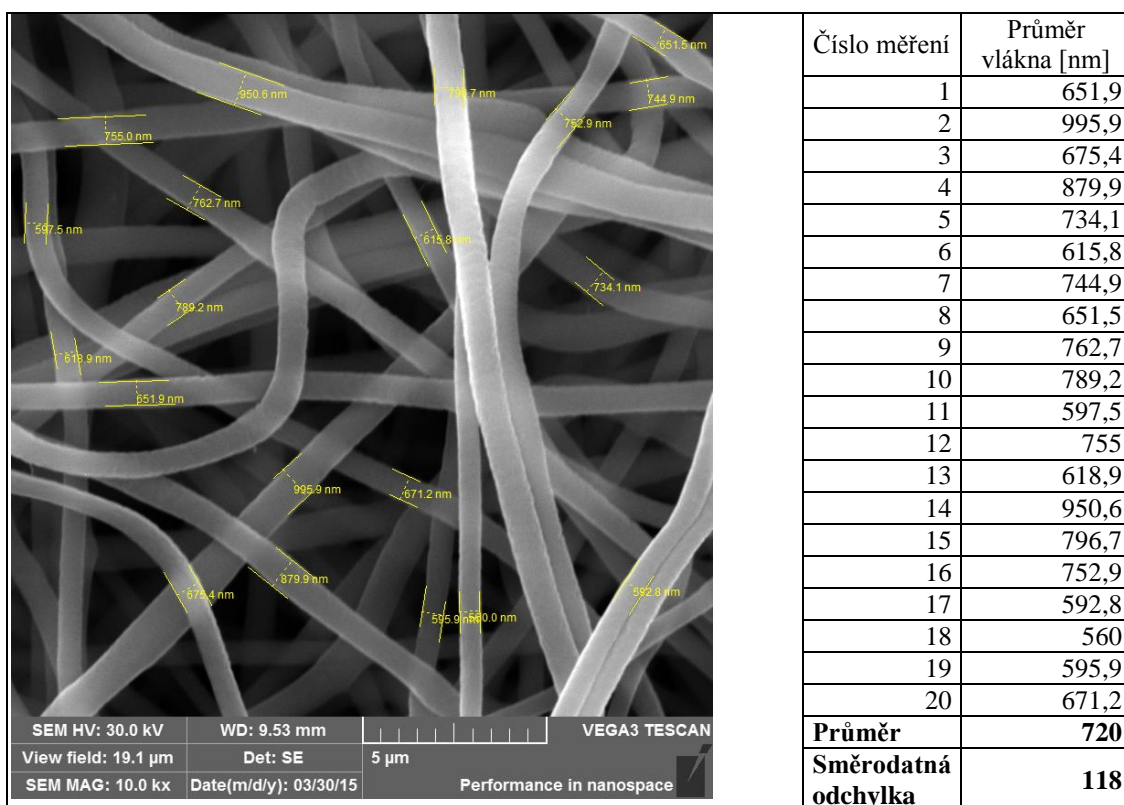 651.5 nm
950.6 nm
796.7 nm
744.9 nm
752.9 nm
755.0 nm
762.7 nm
597.5 nm
615.8 nm
734.1 nm
789.2 nm
618.9 nm
651.9 nm
995.9 nm
671.2 nm
879.9 nm
675.4 nm
592.8 nm
595.9 nm
560.0 nm
SEM HV: 30.0 kV WD: 9.53 mm VEGA3 TESCAN
View field: 19.1 µm Det: SE 5 µm
SEM MAG: 10.0 kx Date(m/d/y): 03/30/15 Performance in nanospace
Číslo měření Průměr vlákna [nm]
1 651,9
2 995,9
3 675,4
4 879,9
5 734,1
6 615,8
7 744,9
8 651,5
9 762,7
10 789,2
11 597,5
12 755
13 618,9
14 950,6
15 796,7
16 752,9
17 592,8
18 560
19 595,9
20 671,2
Průměr 720
Směrodatná odchylka 118